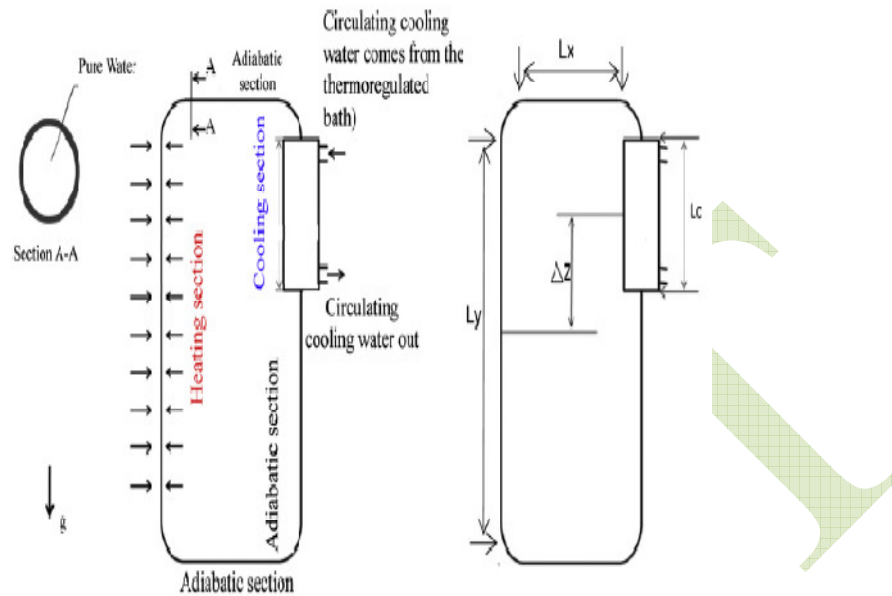 Pure Water
Section A-A
A
A
Adiabatic
section
Circulating cooling
water comes from the
thermoregulated
bath)
Heating section
Cooling section
Circulating
cooling water out
Adiabatic section
Adiabatic section
g
Lx
Ly
ΔZ
Lc